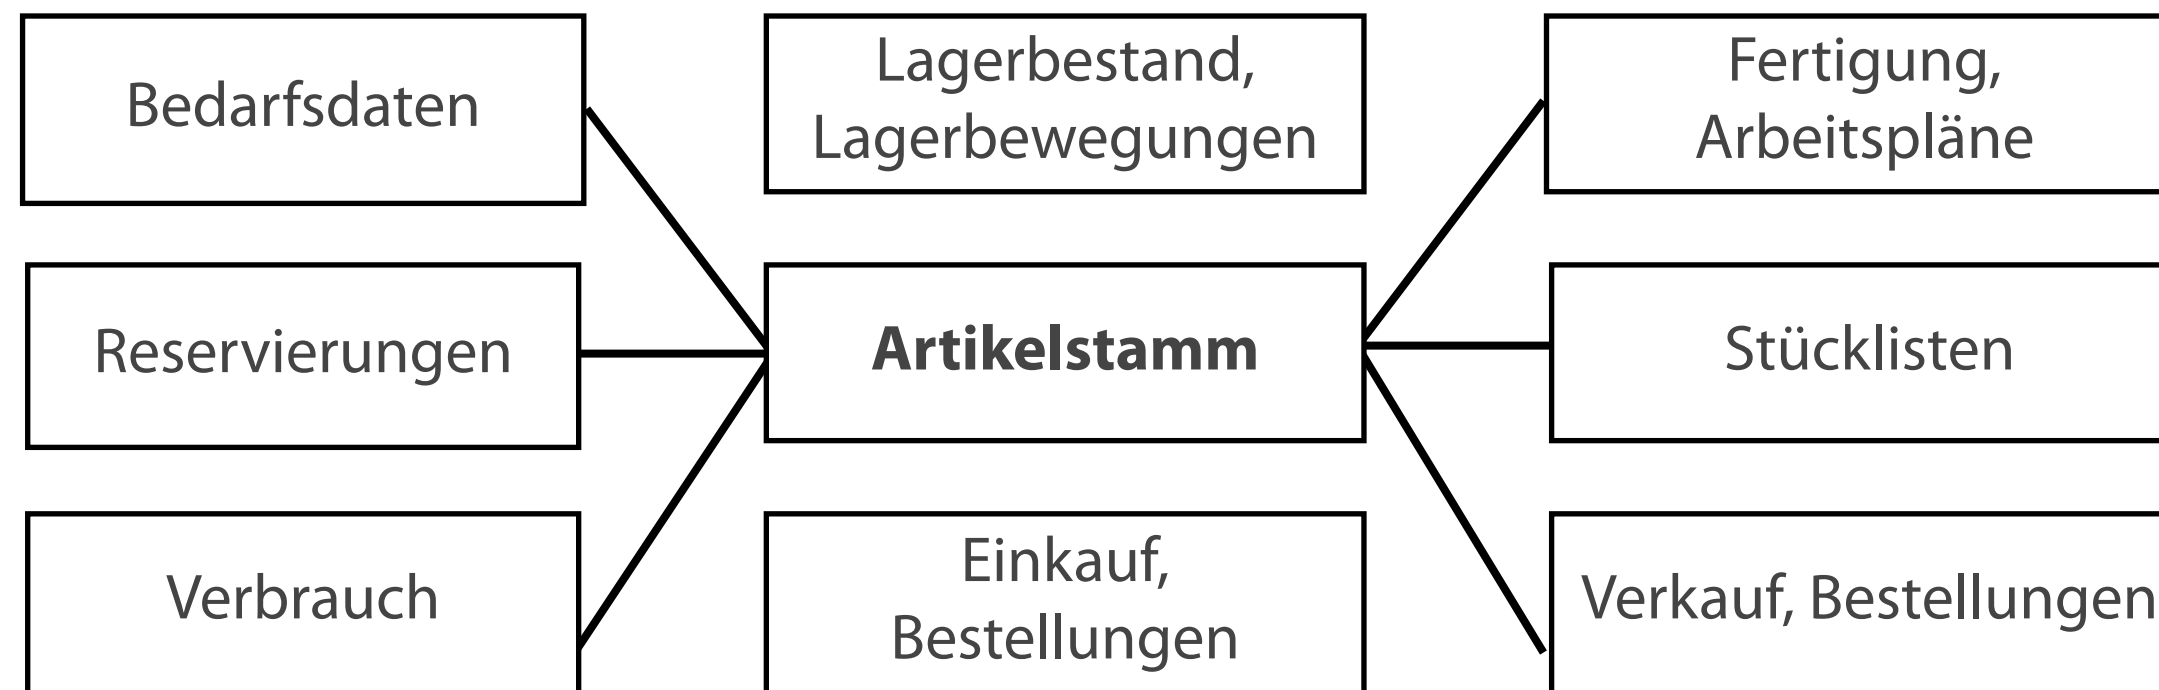 Bedarfsdaten
Lagerbestand,
Lagerbewegungen
Fertigung,
Arbeitspläne
Reservierungen
Artikelstamm
Stücklisten
Verbrauch
Einkauf,
Bestellungen
Verkauf, Bestellungen